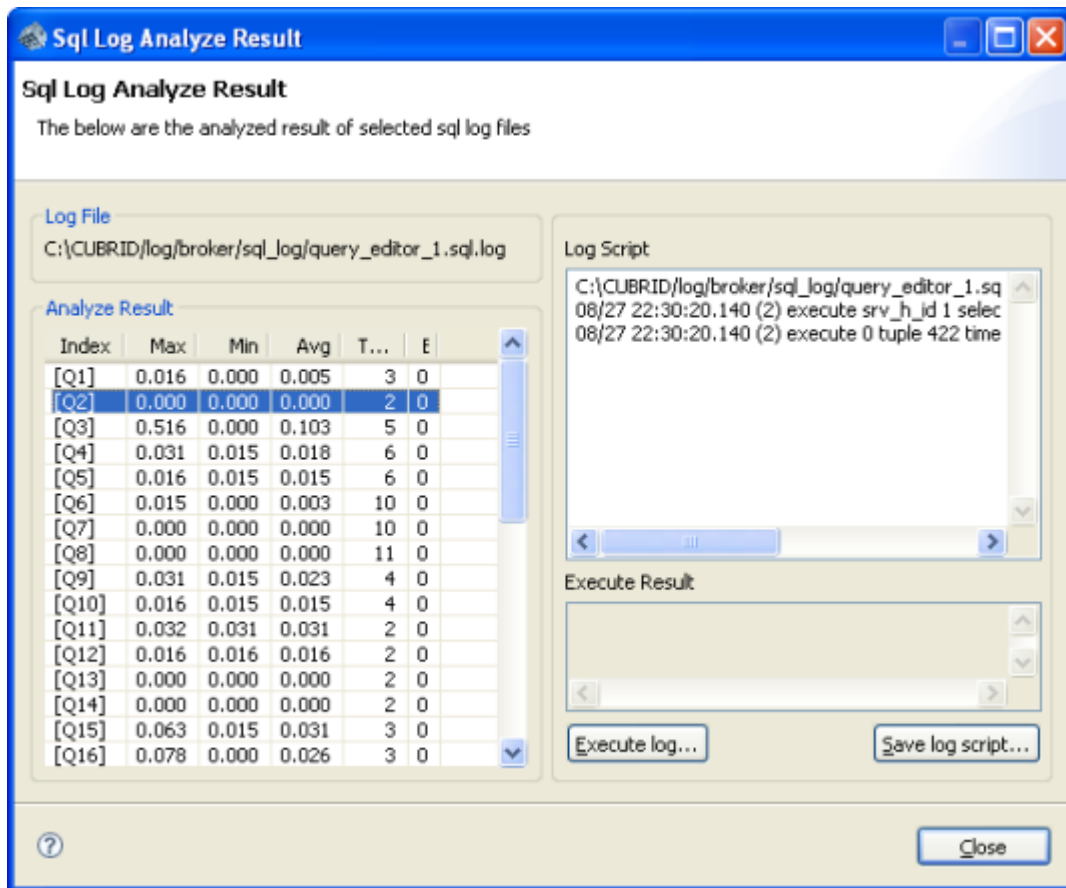 Sql Log Analyze Result
Sql Log Analyze Result
The below are the analyzed result of selected sql log files
Log File
C:\CUBRID/log/broker/sql_log/query_editor_1.sql.log
Analyze Result
Index Max Min Avg T... E
[Q1] 0.016 0.000 0.005 3 0
[Q2] 0.000 0.000 0.000 2 0
[Q3] 0.516 0.000 0.103 5 0
[Q4] 0.031 0.015 0.018 6 0
[Q5] 0.016 0.015 0.015 6 0
[Q6] 0.015 0.000 0.003 10 0
[Q7] 0.000 0.000 0.000 10 0
[Q8] 0.000 0.000 0.000 11 0
[Q9] 0.031 0.015 0.023 4 0
[Q10] 0.016 0.015 0.015 4 0
[Q11] 0.032 0.031 0.031 2 0
[Q12] 0.016 0.016 0.016 2 0
[Q13] 0.000 0.000 0.000 2 0
[Q14] 0.000 0.000 0.000 2 0
[Q15] 0.063 0.015 0.031 3 0
[Q16] 0.078 0.000 0.026 3 0
Log Script
C:\CUBRID/log/broker/sql_log/query_editor_1.sq
08/27 22:30:20.140 (2) execute srv_h_id 1 selec
08/27 22:30:20.140 (2) execute 0 tuple 422 time
Execute Result
Execute log...
Save log script...
?
Close